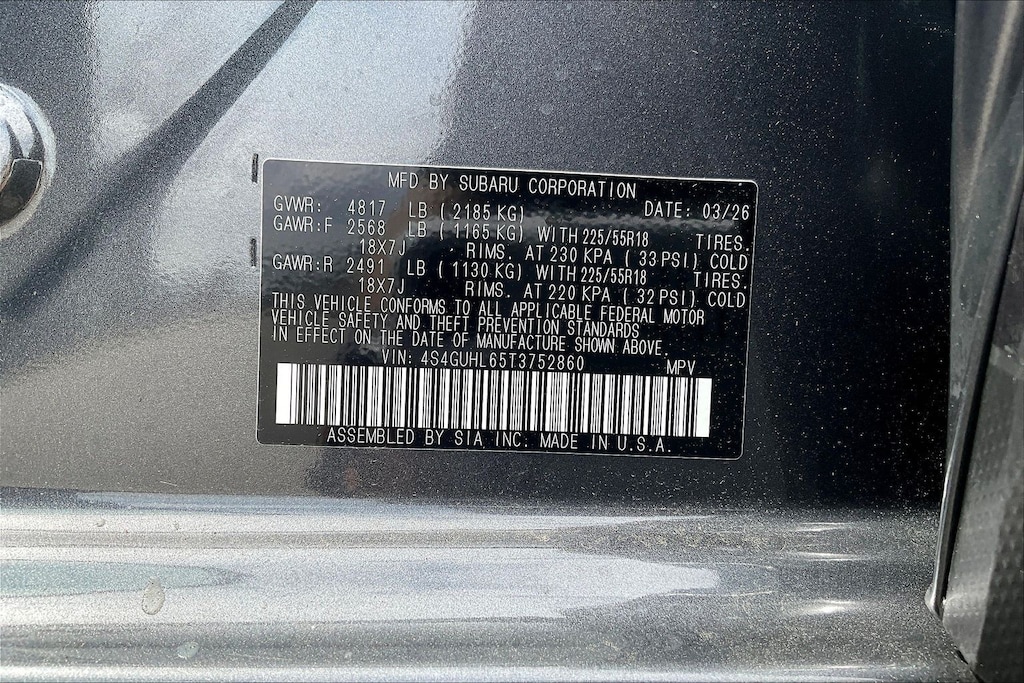 MFD BY SUBARU CORPORATION
GVWR: 4817 LB ( 2185 KG) DATE: 03/26
GAWR:F 2568 LB ( 1165 KG) WITH 225/55R18 TIRES.
18X7J RIMS. AT 230 KPA ( 33 PSI) COLD
GAWR:R 2491 LB ( 1130 KG) WITH 225/55R18 TIRES.
18X7J RIMS. AT 220 KPA ( 32 PSI) COLD
THIS VEHICLE CONFORMS TO ALL APPLICABLE FEDERAL MOTOR
VEHICLE SAFETY AND THEFT PREVENTION STANDARDS
IN EFFECT ON THE DATE OF MANUFACTURE SHOWN ABOVE.
VIN: 4S4GUHL65T3752860 MPV
ASSEMBLED BY SIA INC. MADE IN U.S.A.